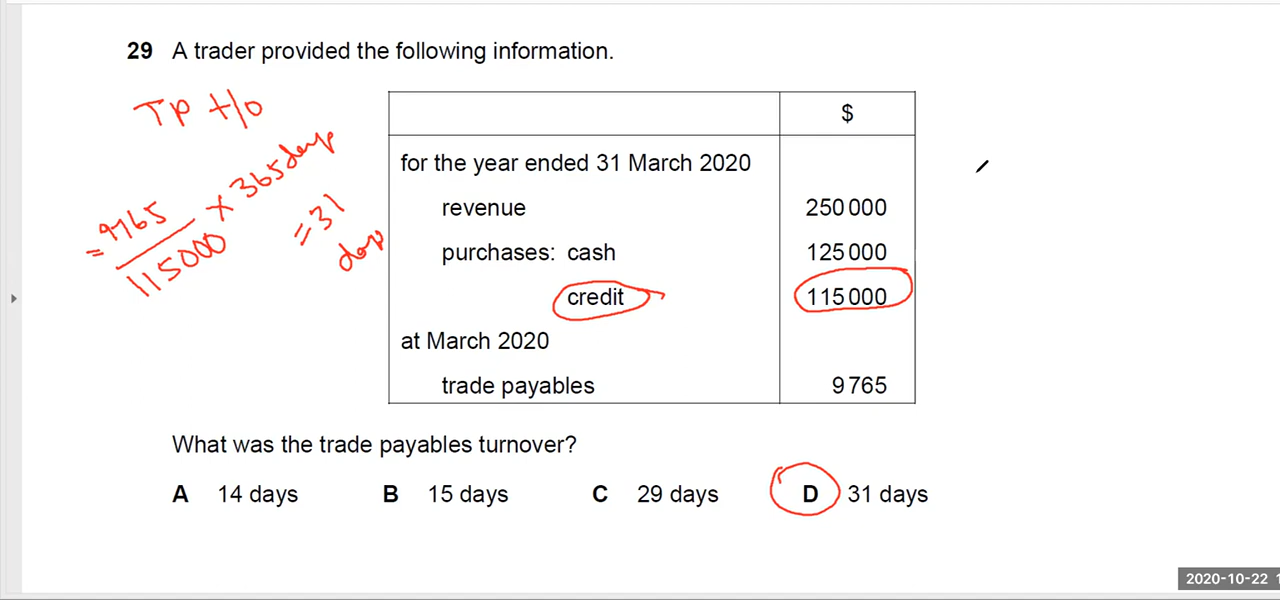 29 A trader provided the following information.
TP t/o
= 9765 / 115000 × 365 days
= 31 days
$
for the year ended 31 March 2020
revenue 250 000
purchases: cash 125 000
credit 115 000
at March 2020
trade payables 9 765
What was the trade payables turnover?
A 14 days B 15 days C 29 days D 31 days
2020-10-22